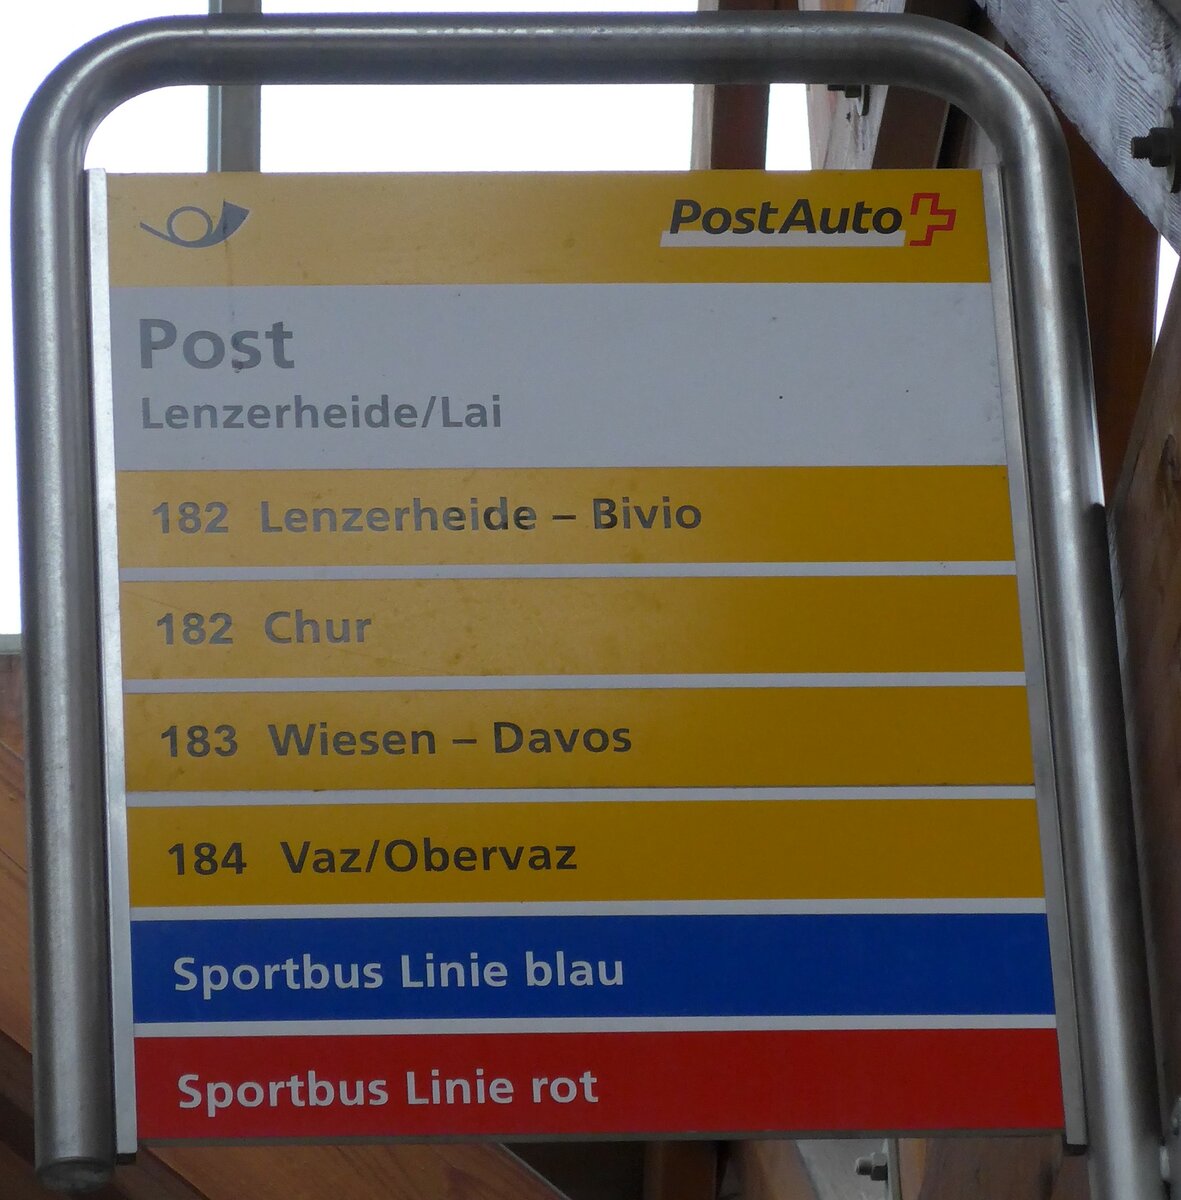 PostAuto
Post
Lenzerheide/Lai
182 Lenzerheide – Bivio
182 Chur
183 Wiesen – Davos
184 Vaz/Obervaz
Sportbus Linie blau
Sportbus Linie rot